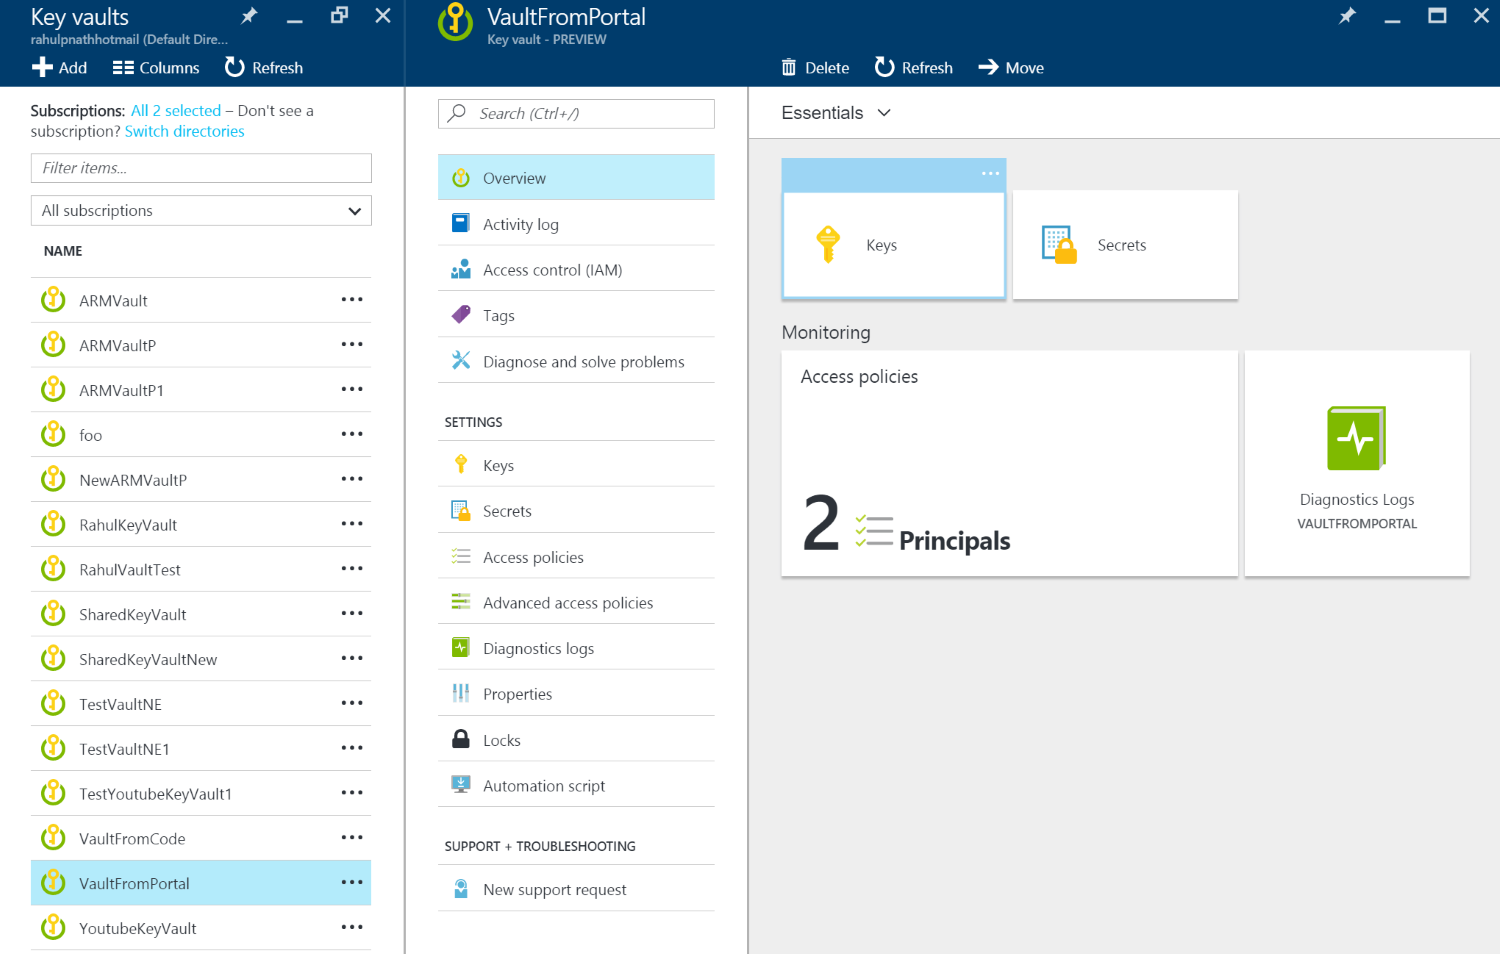 Key vaults
rahulpnathhotmail (Default Dire...
Add
Columns
Refresh
Subscriptions: All 2 selected – Don't see a
subscription? Switch directories
Filter items...
All subscriptions
NAME
ARMVault
ARMVaultP
ARMVaultP1
foo
NewARMVaultP
RahulKeyVault
RahulVaultTest
SharedKeyVault
SharedKeyVaultNew
TestVaultNE
TestVaultNE1
TestYoutubeKeyVault1
VaultFromCode
VaultFromPortal
YoutubeKeyVault
VaultFromPortal
Key vault - PREVIEW
Search (Ctrl+/)
Overview
Activity log
Access control (IAM)
Tags
Diagnose and solve problems
SETTINGS
Keys
Secrets
Access policies
Advanced access policies
Diagnostics logs
Properties
Locks
Automation script
SUPPORT + TROUBLESHOOTING
New support request
Delete
Refresh
Move
Essentials
Keys
Secrets
Monitoring
Access policies
2 Principals
Diagnostics Logs
VAULTFROMPORTAL